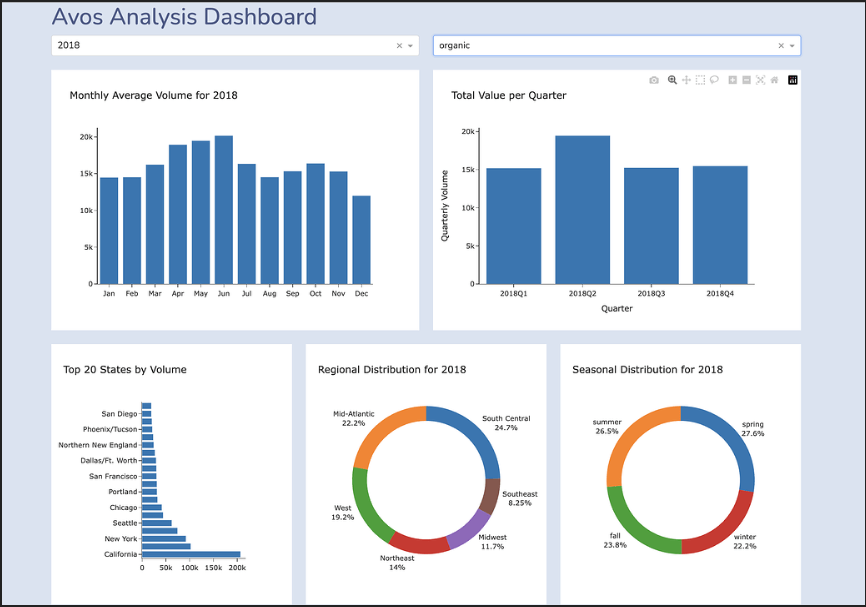 Avos Analysis Dashboard
2018
organic
Monthly Average Volume for 2018
20k
15k
10k
5k
0
Jan Feb Mar Apr May Jun Jul Aug Sep Oct Nov Dec
Total Value per Quarter
Quarterly Volume
20k
15k
10k
5k
0
2018Q1 2018Q2 2018Q3 2018Q4
Quarter
Top 20 States by Volume
San Diego
Phoenix/Tucson
Northern New England
Dallas/Ft. Worth
San Francisco
Portland
Chicago
Seattle
New York
California
0 50k 100k 150k 200k
Regional Distribution for 2018
Mid-Atlantic
22.2%
South Central
24.7%
Southeast
8.25%
West
19.2%
Midwest
11.7%
Northeast
14%
Seasonal Distribution for 2018
summer
26.5%
spring
27.6%
fall
23.8%
winter
22.2%